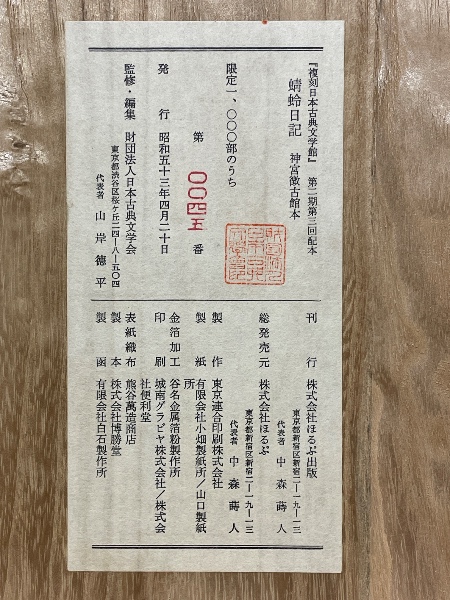 『復刻日本古典文学館』 第二期第三回配本
蜻蛉日記 神宮徴古館本
限定一、〇〇〇部のうち
第 〇〇四五 番
発行 昭和五十三年四月二十日
監修・編集 財団法人日本古典文学会
東京都渋谷区桜ケ丘二四―八―五〇四
代表者 山岸徳平
刊行 株式会社ほるぷ出版
東京都新宿区新宿二―一九―一三
代表者 中森蒔人
総発売元 株式会社ほるぷ
東京都新宿区新宿二―一九―一三
代表者 中森蒔人
製作 東京連合印刷株式会社
製紙 有限会社小畑製紙所／山口製紙
所
金箔加工 谷名金属箔粉製作所
印刷 城南グラビヤ株式会社／株式会
社便利堂
表紙織布 熊谷萬造商店
製本 株式会社博勝堂
製函 有限会社白石製作所